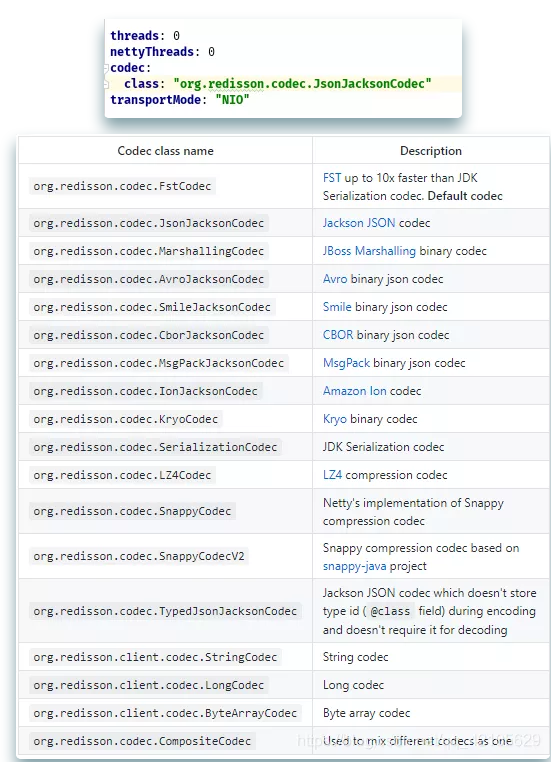 threads: 0
nettyThreads: 0
codec:
class: "org.redisson.codec.JsonJacksonCodec"
transportMode: "NIO"
Codec class name Description
org.redisson.codec.FstCodec FST up to 10x faster than JDK
Serialization codec. Default codec
org.redisson.codec.JsonJacksonCodec Jackson JSON codec
org.redisson.codec.MarshallingCodec JBoss Marshalling binary codec
org.redisson.codec.AvroJacksonCodec Avro binary json codec
org.redisson.codec.SmileJacksonCodec Smile binary json codec
org.redisson.codec.CborJacksonCodec CBOR binary json codec
org.redisson.codec.MsgPackJacksonCodec MsgPack binary json codec
org.redisson.codec.IonJacksonCodec Amazon Ion codec
org.redisson.codec.KryoCodec Kryo binary codec
org.redisson.codec.SerializationCodec JDK Serialization codec
org.redisson.codec.LZ4Codec LZ4 compression codec
org.redisson.codec.SnappyCodec Netty's implementation of Snappy
compression codec
org.redisson.codec.SnappyCodecV2 Snappy compression codec based on
snappy-java project
org.redisson.codec.TypedJsonJacksonCodec Jackson JSON codec which doesn't store
type id ( @class field) during encoding
and doesn't require it for decoding
org.redisson.client.codec.StringCodec String codec
org.redisson.client.codec.LongCodec Long codec
org.redisson.client.codec.ByteArrayCodec Byte array codec
org.redisson.codec.CompositeCodec Used to mix different codecs as one